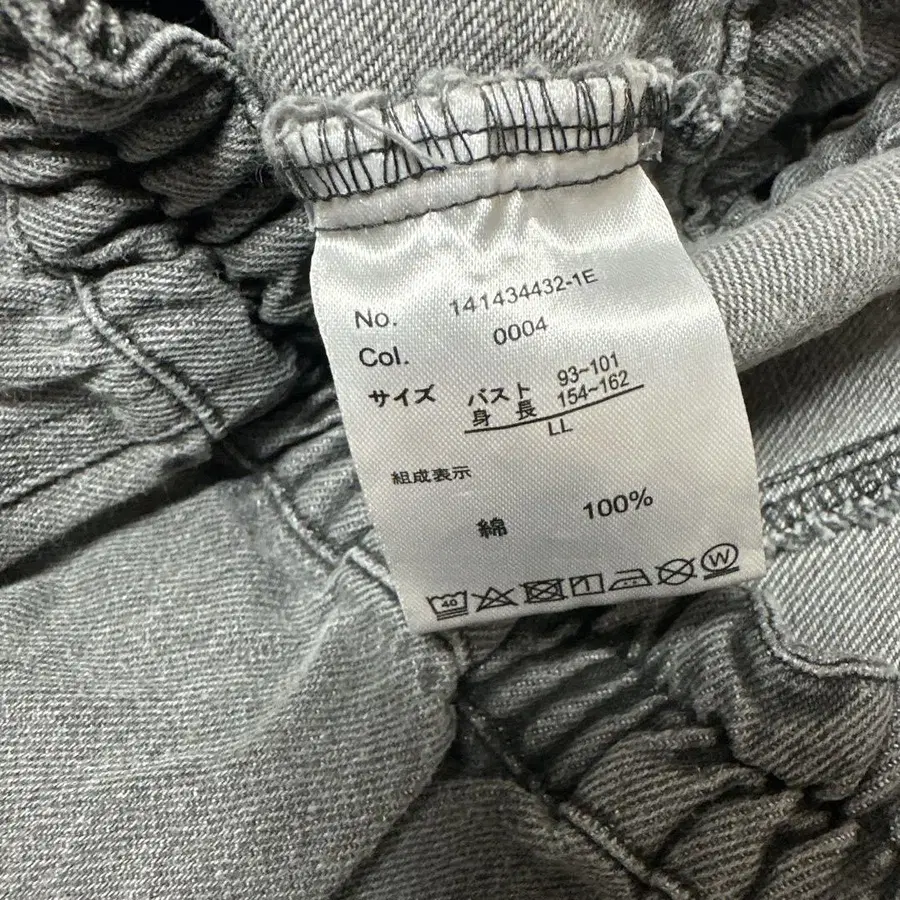 No. 141434432-1E
Col. 0004
サイズ バスト 93~101
身長 154~162
LL
組成表示
綿 100%
40
W